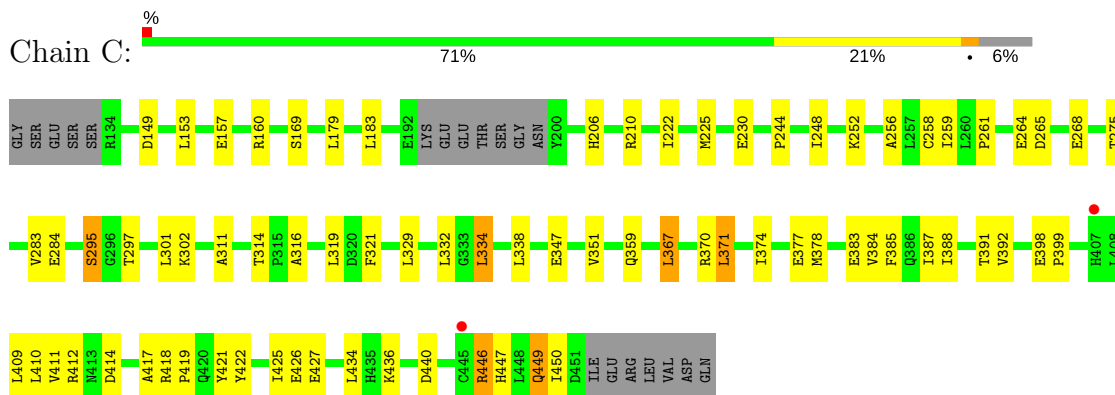 %
Chain C:
71% 21% • 6%
GLY SER GLU SER SER R134 D149 L153 E157 R160 S169 L179 L183 E192 LYS GLU GLU THR SER GLY ASN Y200 H206 R210 I222 M225 E230 P244 I248 K252 A256 L257 C258 I259 L260 P261 E264 D265 E268 T275
V283 E284 S295 G296 T297 L301 K302 A311 T314 P315 A316 L319 D320 F321 L329 L332 G333 L334 L338 E347 V351 Q359 L367 R370 L371 I374 E377 M378 E383 V384 F385 Q386 I387 I388 T391 V392 E398 P399 H407 L408
L409 L410 V411 R412 N413 D414 A417 R418 P419 Q420 Y421 Y422 I425 E426 E427 L434 H435 K436 D440 C445 R446 H447 L448 Q449 I450 D451 ILE GLU ARG LEU VAL ASP GLN